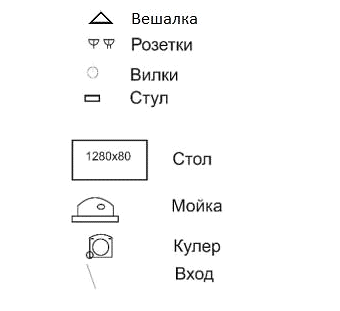 Вешалка
Розетки
Вилки
Стул
1280x80 Стол
Мойка
Кулер
Вход